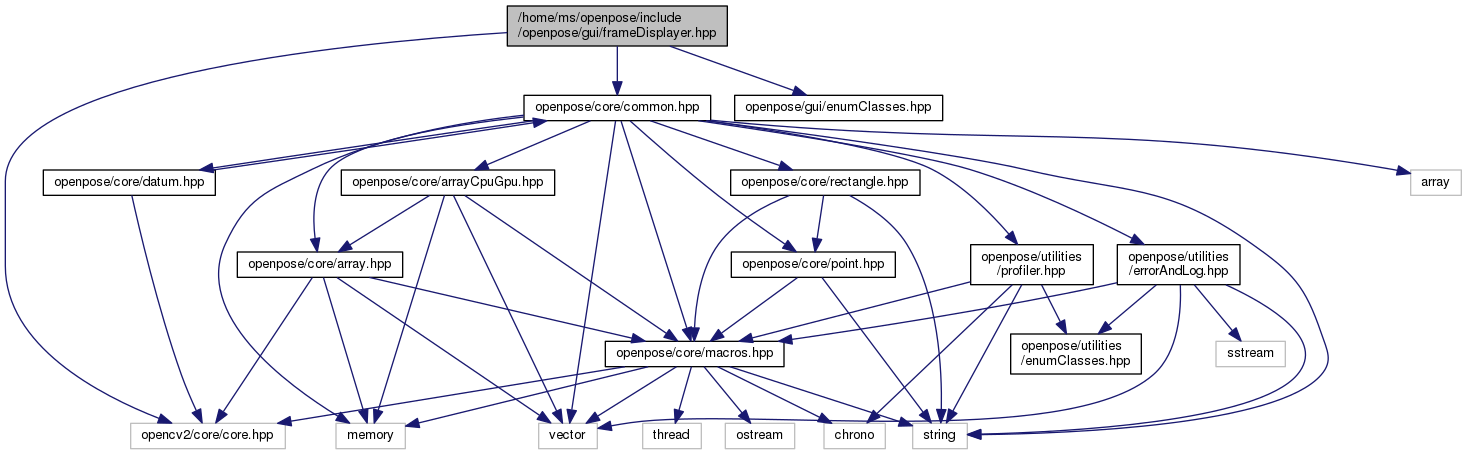 /home/ms/openpose/include
/openpose/gui/frameDisplayer.hpp
openpose/core/common.hpp
openpose/gui/enumClasses.hpp
openpose/core/datum.hpp
openpose/core/arrayCpuGpu.hpp
openpose/core/rectangle.hpp
array
openpose/core/array.hpp
openpose/core/point.hpp
openpose/utilities
/profiler.hpp
openpose/utilities
/errorAndLog.hpp
openpose/core/macros.hpp
openpose/utilities
/enumClasses.hpp
sstream
opencv2/core/core.hpp
memory
vector
thread
ostream
chrono
string